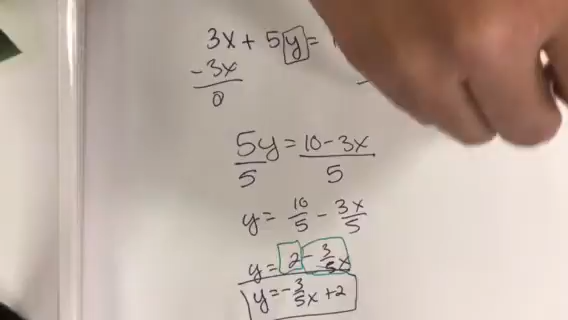 3x + 5y =
-3x
0
5y = 10 - 3x
5 5
y = 10/5 - 3x/5
y = 2 - 3/5x
y = -3/5x + 2